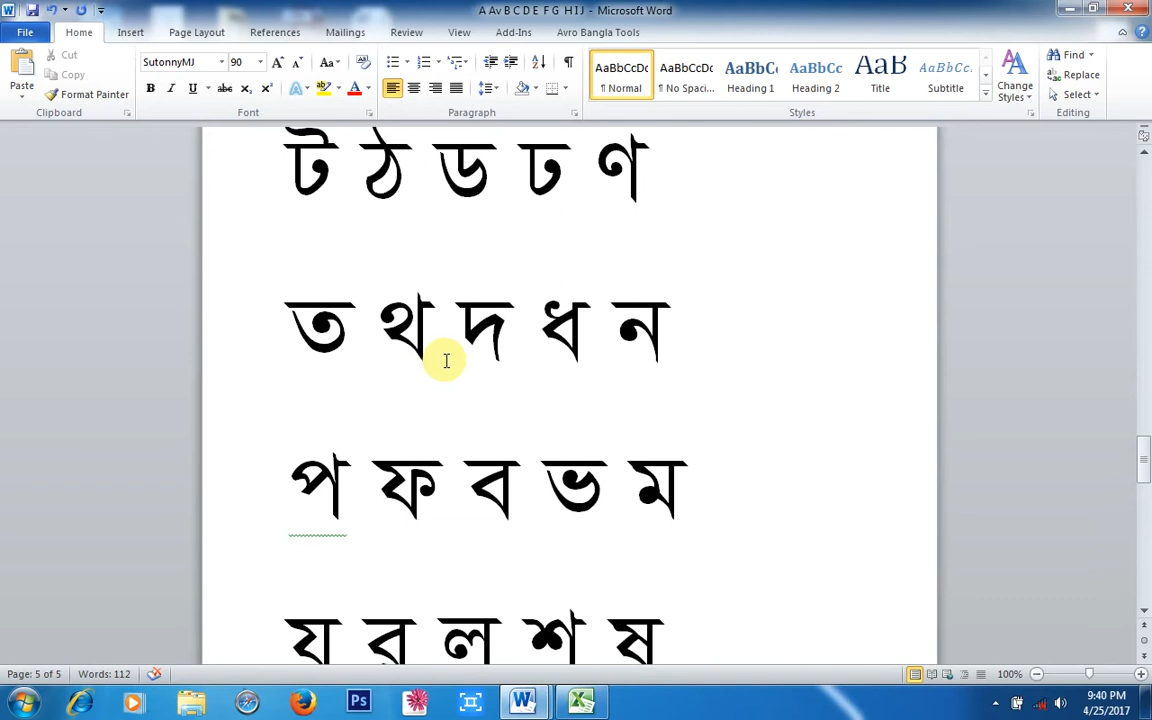 A Av B C D E F G H I J - Microsoft Word
File Home Insert Page Layout References Mailings Review View Add-Ins Avro Bangla Tools
Paste Cut Copy Format Painter
SutonnyMJ 90
AaBbCcDc AaBbCcDc AaBbC AaBbCc AaB AaBbCc.
¶ Normal ¶ No Spaci... Heading 1 Heading 2 Title Subtitle
Change Styles
Find Replace Select
Clipboard Font Paragraph Styles Editing
ট ঠ ড ঢ ণ
ত থ দ ধ ন
প ফ ব ভ ম
য র ল শ ষ
Page: 5 of 5 Words: 112 100%
9:40 PM
4/25/2017